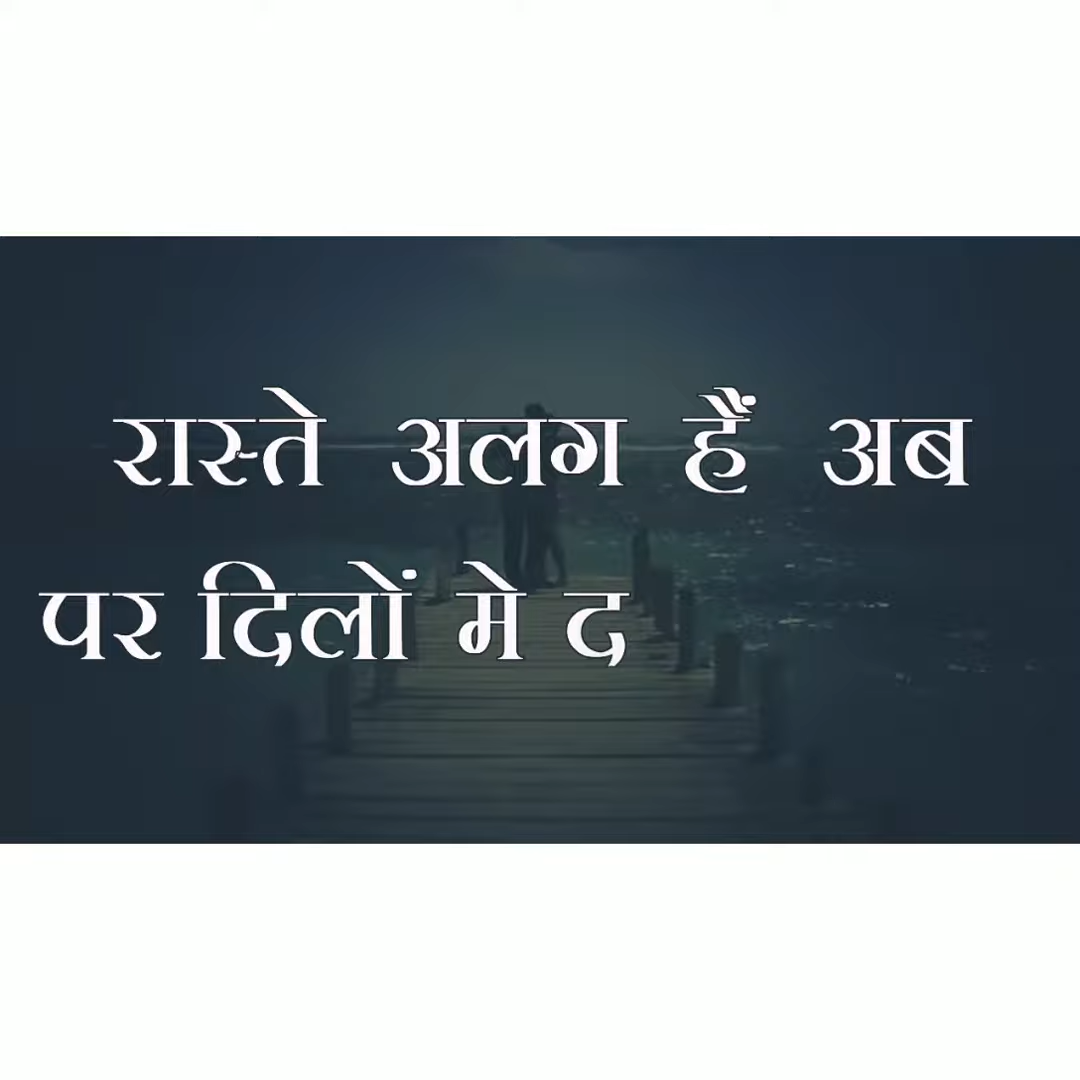 रास्ते अलग हैं अब
पर दिलों मे द